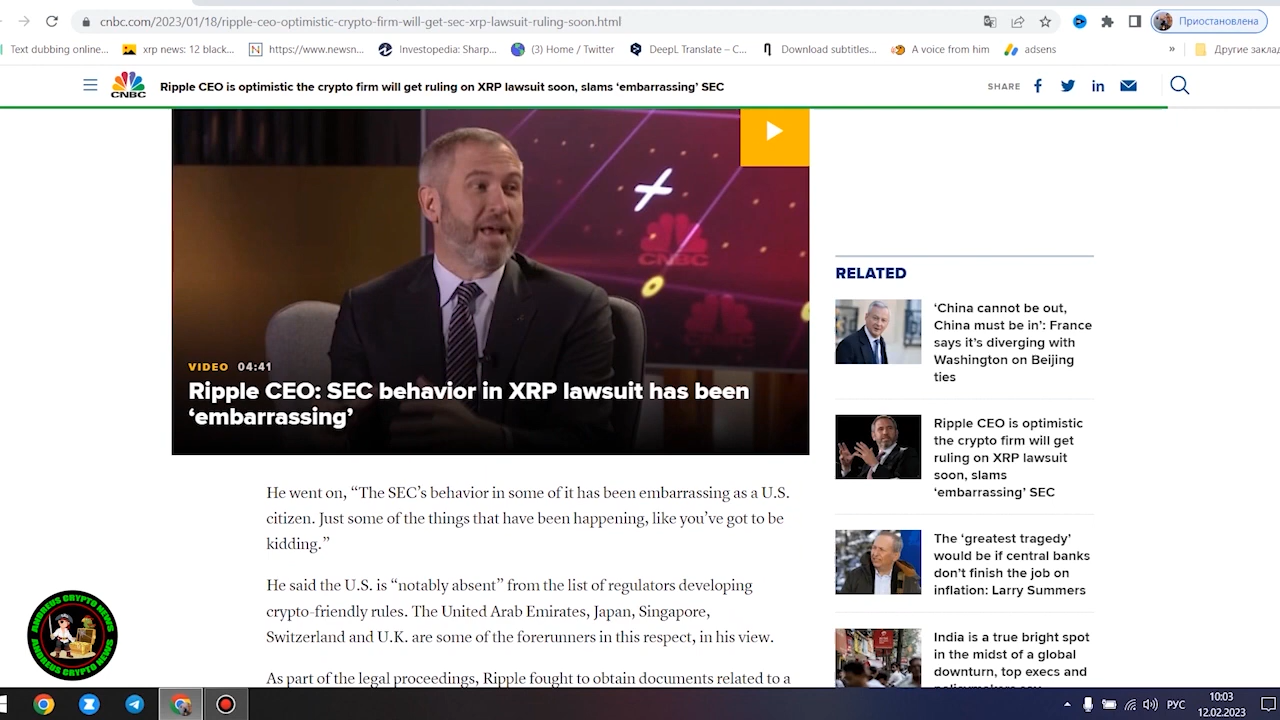 cnbc.com/2023/01/18/ripple-ceo-optimistic-crypto-firm-will-get-sec-xrp-lawsuit-ruling-soon.html
Приостановлена
Text dubbing online...
xrp news: 12 black...
https://www.newsn...
Investopedia: Sharp...
(3) Home / Twitter
DeepL Translate – C...
Download subtitles...
A voice from him
adsens
»
Другие заклад
CNBC
Ripple CEO is optimistic the crypto firm will get ruling on XRP lawsuit soon, slams ‘embarrassing’ SEC
SHARE
CNBC
VIDEO 04:41
Ripple CEO: SEC behavior in XRP lawsuit has been
‘embarrassing’
He went on, “The SEC’s behavior in some of it has been embarrassing as a U.S.
citizen. Just some of the things that have been happening, like you’ve got to be
kidding.”
He said the U.S. is “notably absent” from the list of regulators developing
crypto-friendly rules. The United Arab Emirates, Japan, Singapore,
Switzerland and U.K. are some of the forerunners in this respect, in his view.
As part of the legal proceedings, Ripple fought to obtain documents related to a
RELATED
‘China cannot be out,
China must be in’: France
says it’s diverging with
Washington on Beijing
ties
Ripple CEO is optimistic
the crypto firm will get
ruling on XRP lawsuit
soon, slams
‘embarrassing’ SEC
The ‘greatest tragedy’
would be if central banks
don’t finish the job on
inflation: Larry Summers
India is a true bright spot
in the midst of a global
downturn, top execs and
policymakers say
ANDREUS CRYPTO NEWS
ANDREUS CRYPTO NEWS
РУС
10:03
12.02.2023